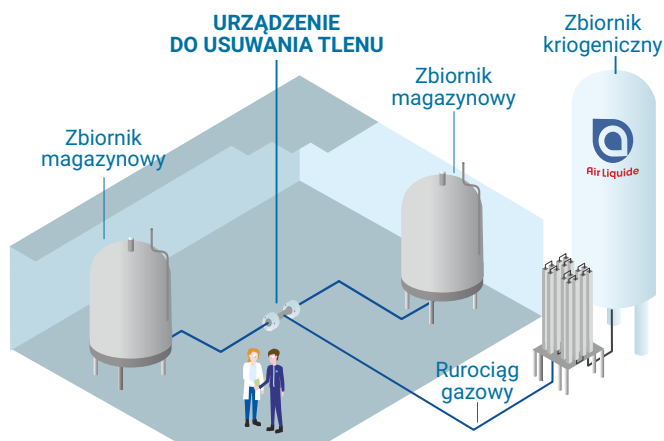 URZĄDZENIE
DO USUWANIA TLENU
Zbiornik
kriogeniczny
Zbiornik
magazynowy
Zbiornik
magazynowy
Air Liquide
Rurociąg
gazowy